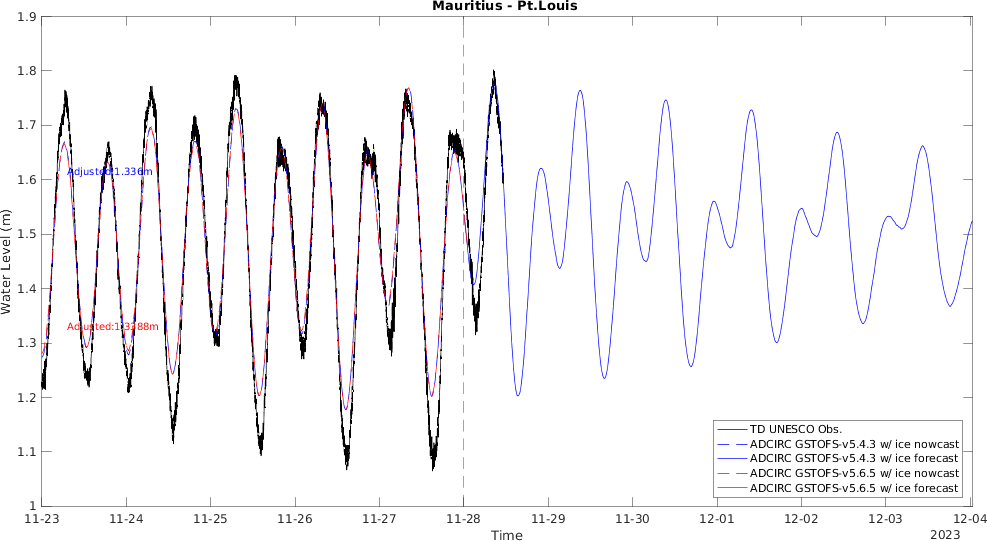 Mauritius - Pt.Louis
Water Level (m)
1.9
1.8
1.7
1.6
1.5
1.4
1.3
1.2
1.1
1
Adjusted:1.336m
Adjusted:1.3388m
TD UNESCO Obs.
ADCIRC GSTOFS-v5.4.3 w/ ice nowcast
ADCIRC GSTOFS-v5.4.3 w/ ice forecast
ADCIRC GSTOFS-v5.6.5 w/ ice nowcast
ADCIRC GSTOFS-v5.6.5 w/ ice forecast
11-23 11-24 11-25 11-26 11-27 11-28 11-29 11-30 12-01 12-02 12-03 12-04
Time
2023